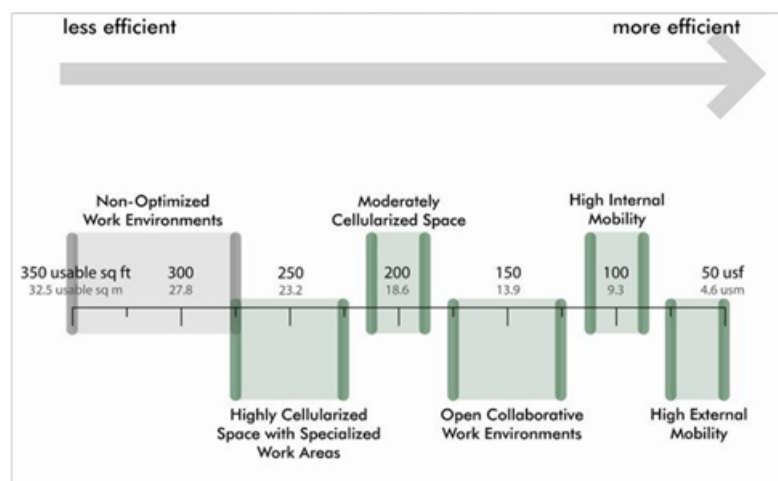 less efficient
more efficient
Non-Optimized
Work Environments
Moderately
Cellularized Space
High Internal
Mobility
350 usable sq ft 300 250 200 150 100 50 usf
32.5 usable sq m 27.8 23.2 18.6 13.9 9.3 4.6 usm
Highly Cellularized
Space with Specialized
Work Areas
Open Collaborative
Work Environments
High External
Mobility